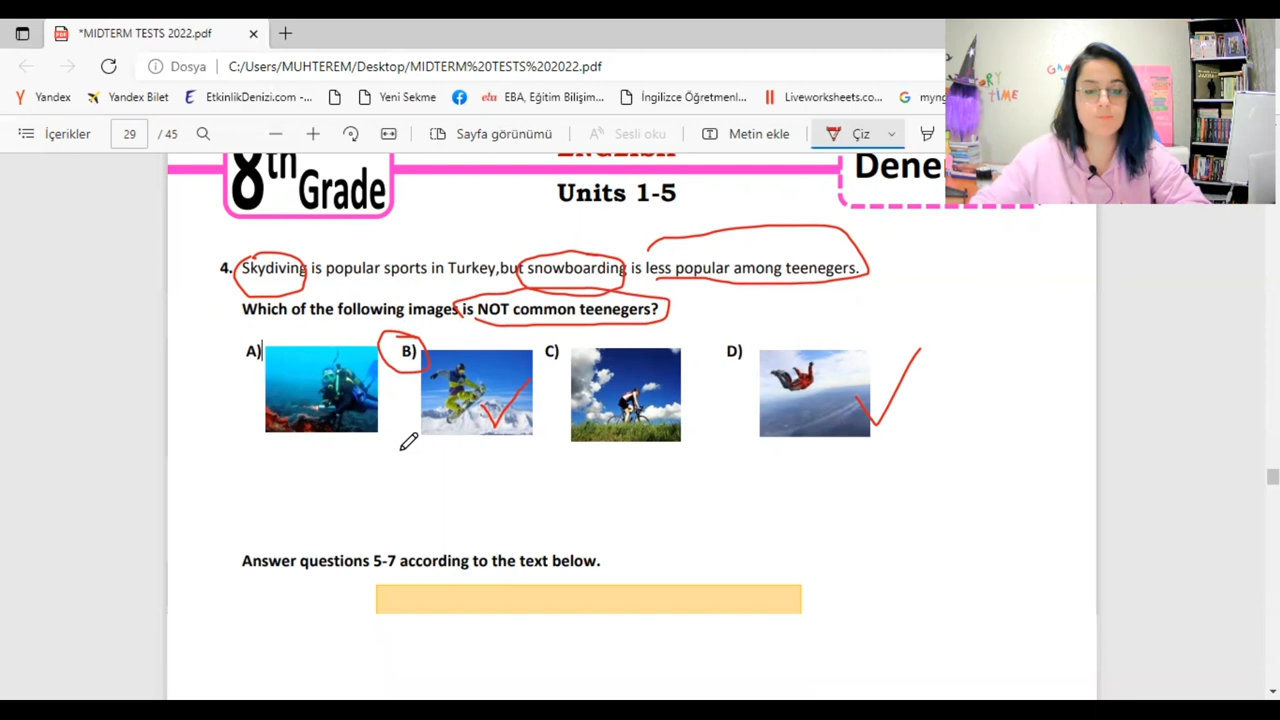 *MIDTERM TESTS 2022.pdf
Dosya
C:/Users/MUHTEREM/Desktop/MIDTERM%20TESTS%202022.pdf
Yandex
Yandex Bilet
EtkinlikDenizi.com -...
Yeni Sekme
EBA, Eğitim Bilişim...
İngilizce Öğretmenl...
Liveworksheets.co...
myng
İçerikler
29 / 45
Sayfa görünümü
Sesli oku
Metin ekle
Çiz
8th Grade
ENGLISH
Units 1-5
Dene
4. Skydiving is popular sports in Turkey,but snowboarding is less popular among teenegers.
Which of the following images is NOT common teenegers?
A)
B)
C)
D)
Answer questions 5-7 according to the text below.
TIME